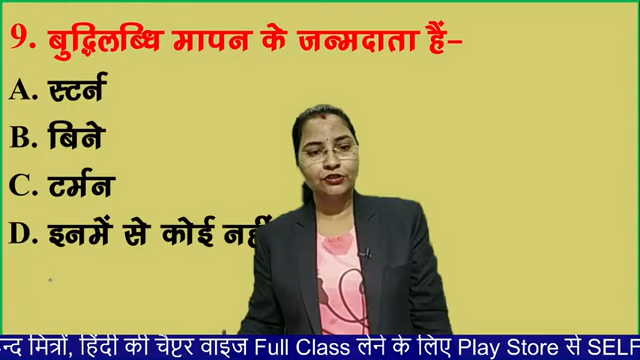 9. बुद्धिलब्धि मापन के जन्मदाता हैं-
A. स्टर्न
B. बिने
C. टर्मन
D. इनमें से कोई नहीं
मित्रों, हिंदी की चैप्टर वाइज Full Class लेने के लिए Play Store से SELF